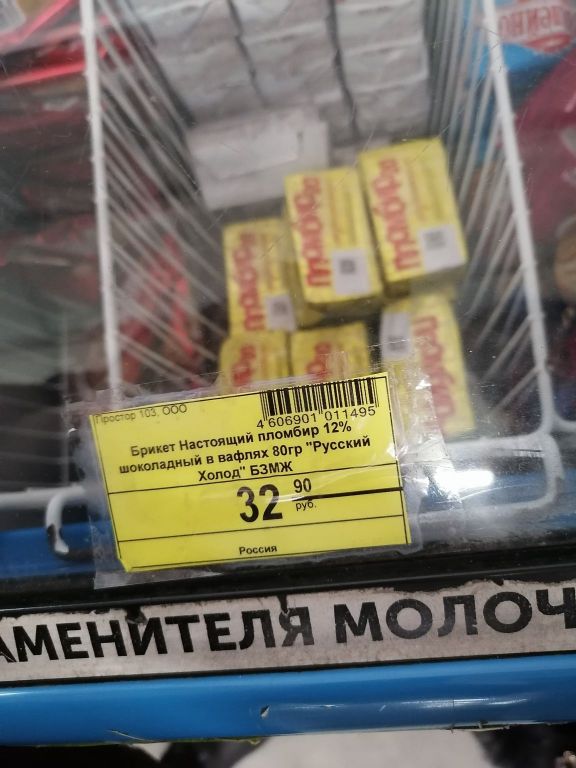 Простор 103, ООО
4 606901 011495
Брикет Настоящий пломбир 12%
шоколадный в вафлях 80гр "Русский
Холод" БЗМЖ
32 90
руб.
Россия
АМЕНИТЕЛЯ МОЛОЧ